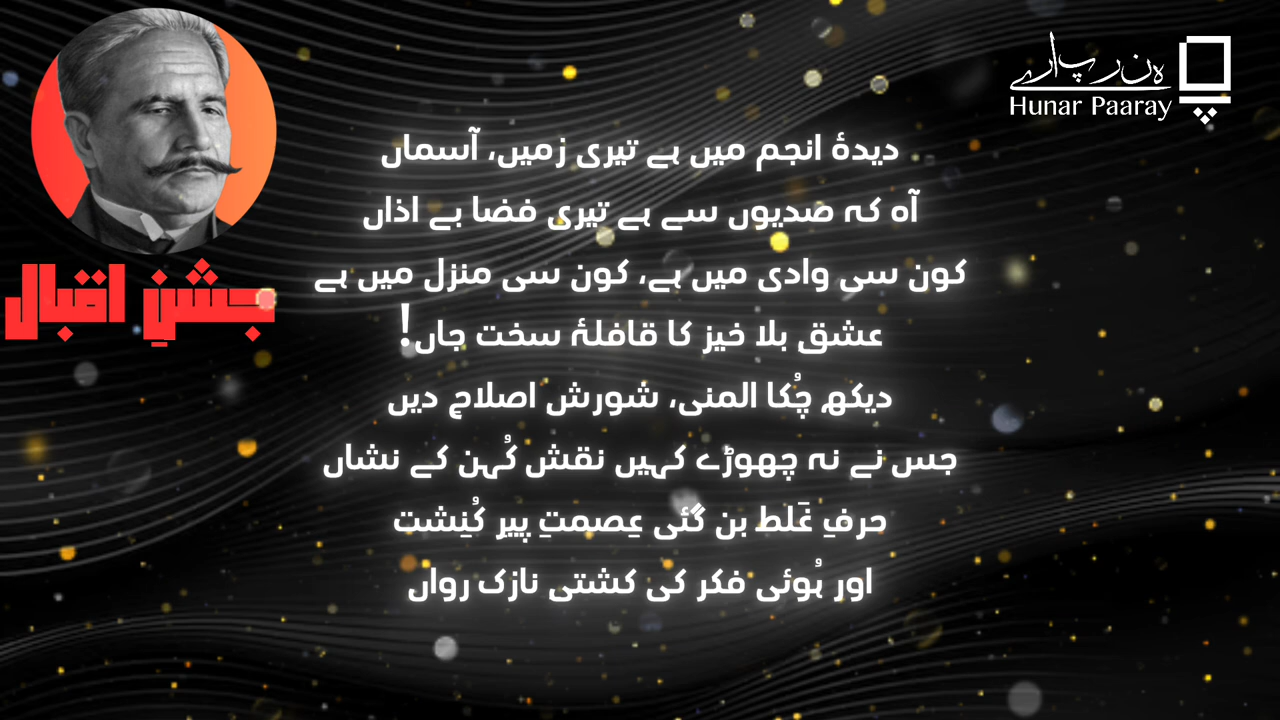 ہنر پارے
Hunar Paaray
دیدۂ انجم میں ہے تیری زمیں، آسماں
آہ کہ صدیوں سے ہے تیری فضا بے اذاں
کون سی وادی میں ہے، کون سی منزل میں ہے
عشق بلا خیز کا قافلۂ سخت جاں!
دیکھ چُکا المنی، شورش اصلاحِ دیں
جس نے نہ چھوڑے کہیں نقش کُہن کے نشاں
حرفِ غَلط بن گئی عِصمتِ پیرِ کُنِشت
اور ہُوئی فکر کی کشتی نازک رواں
جشنِ اقبال